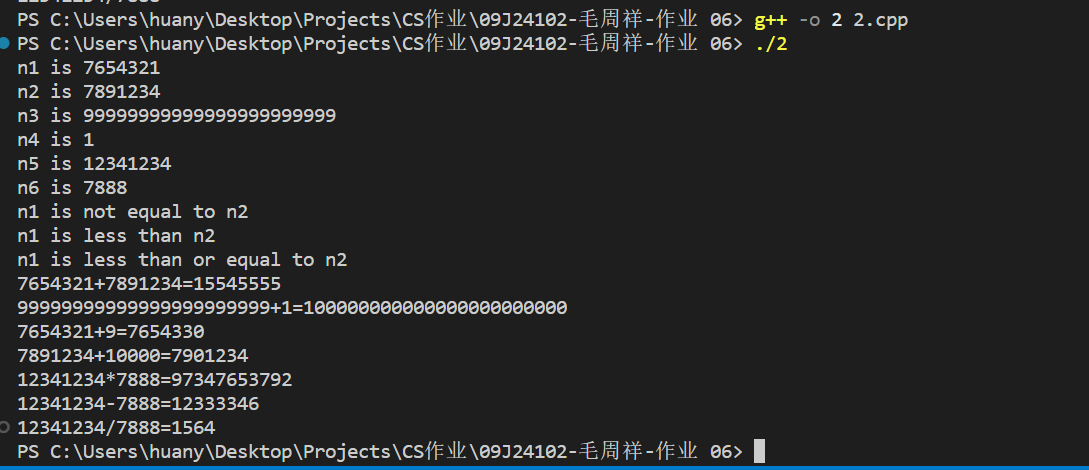 PS C:\Users\huany\Desktop\Projects\CS作业\09J24102-毛周祥-作业 06> g++ -o 2 2.cpp
PS C:\Users\huany\Desktop\Projects\CS作业\09J24102-毛周祥-作业 06> ./2
n1 is 7654321
n2 is 7891234
n3 is 99999999999999999999999
n4 is 1
n5 is 12341234
n6 is 7888
n1 is not equal to n2
n1 is less than n2
n1 is less than or equal to n2
7654321+7891234=15545555
99999999999999999999999+1=100000000000000000000000
7654321+9=7654330
7891234+10000=7901234
12341234*7888=97347653792
12341234-7888=12333346
12341234/7888=1564
PS C:\Users\huany\Desktop\Projects\CS作业\09J24102-毛周祥-作业 06>